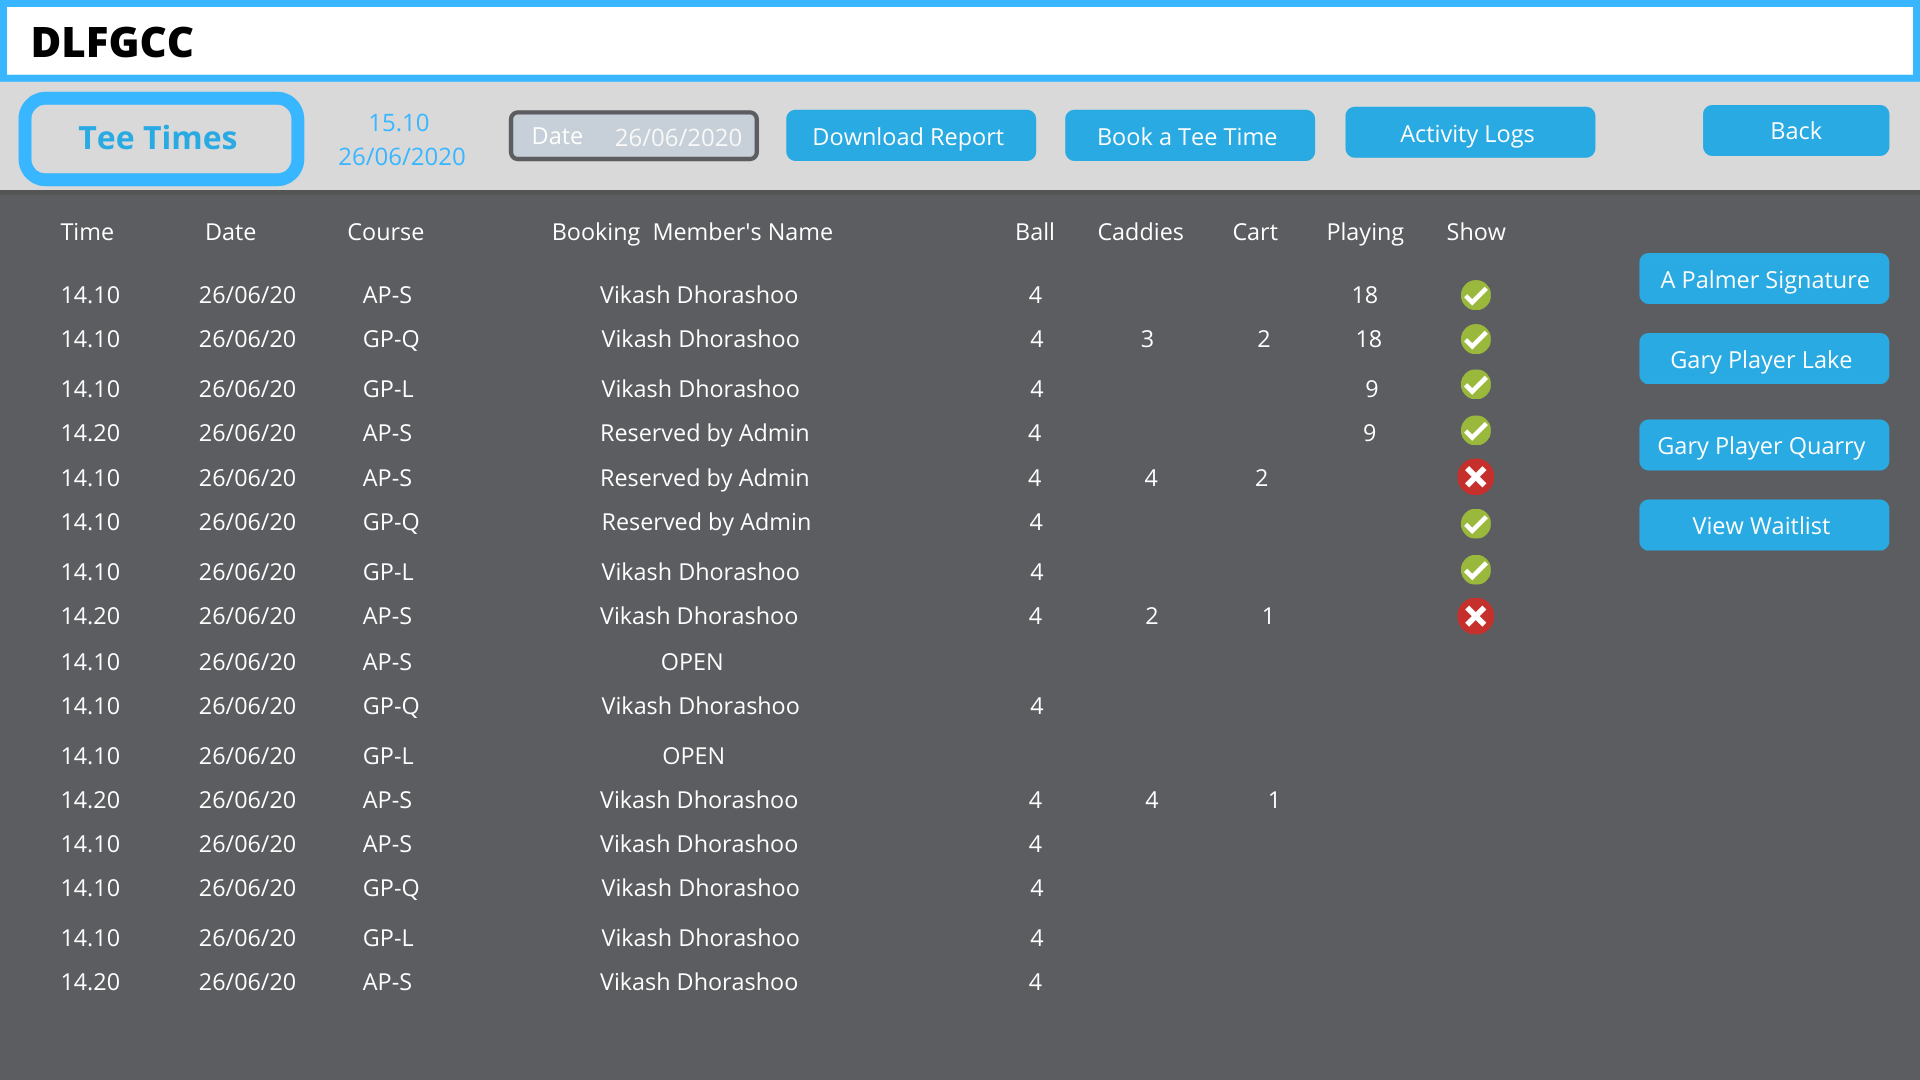 DLFGCC
Tee Times
15.10
26/06/2020
Date 26/06/2020
Download Report
Book a Tee Time
Activity Logs
Back
Time Date Course Booking Member's Name Ball Caddies Cart Playing Show
14.10 26/06/20 AP-S Vikash Dhorashoo 4 18
14.10 26/06/20 GP-Q Vikash Dhorashoo 4 3 2 18
14.10 26/06/20 GP-L Vikash Dhorashoo 4 9
14.20 26/06/20 AP-S Reserved by Admin 4 9
14.10 26/06/20 AP-S Reserved by Admin 4 4 2
14.10 26/06/20 GP-Q Reserved by Admin 4
14.10 26/06/20 GP-L Vikash Dhorashoo 4
14.20 26/06/20 AP-S Vikash Dhorashoo 4 2 1
14.10 26/06/20 AP-S OPEN
14.10 26/06/20 GP-Q Vikash Dhorashoo 4
14.10 26/06/20 GP-L OPEN
14.20 26/06/20 AP-S Vikash Dhorashoo 4 4 1
14.10 26/06/20 AP-S Vikash Dhorashoo 4
14.10 26/06/20 GP-Q Vikash Dhorashoo 4
14.10 26/06/20 GP-L Vikash Dhorashoo 4
14.20 26/06/20 AP-S Vikash Dhorashoo 4
A Palmer Signature
Gary Player Lake
Gary Player Quarry
View Waitlist